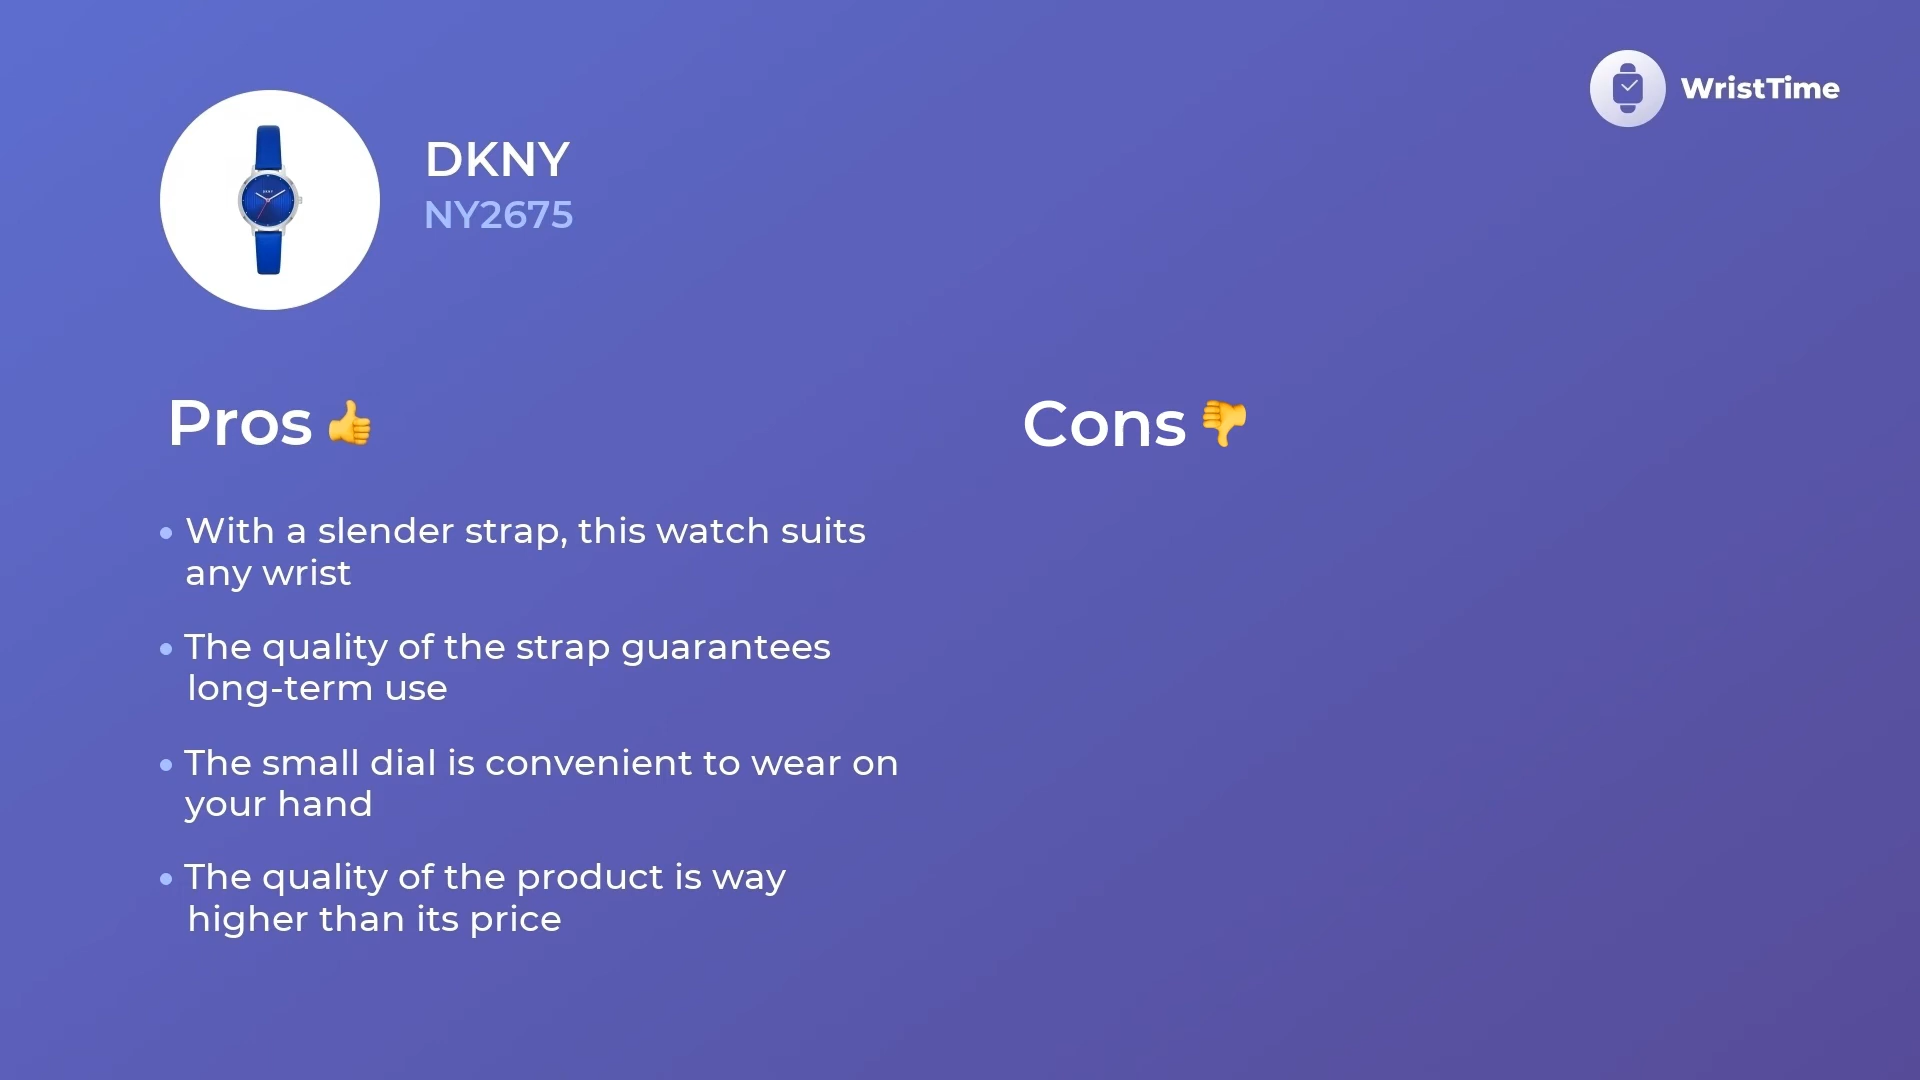 WristTime
DKNY
NY2675
Pros
With a slender strap, this watch suits
any wrist
The quality of the strap guarantees
long-term use
The small dial is convenient to wear on
your hand
The quality of the product is way
higher than its price
Cons